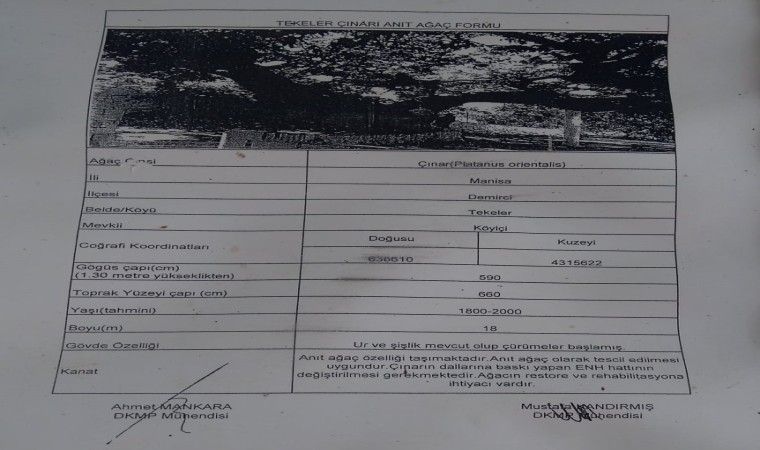 TEKELER ÇINARI ANIT AĞAÇ FORMU
Ağaç Cinsi Çınar(Platanus orientalis)
İli Manisa
İlçesi Demirci
Belde/Köyü Tekeler
Mevkii Köyiçi
Coğrafi Koordinatları Doğusu Kuzeyi
638610 4315622
Göğüs çapı(cm)
(1.30 metre yükseklikten) 590
Toprak Yüzeyi çapı (cm) 660
Yaşı(tahmini) 1800-2000
Boyu(m) 18
Gövde Özelliği Ur ve şişlik mevcut olup çürümeler başlamış.
Kanat Anıt ağaç özelliği taşımaktadır.Anıt ağaç olarak tescil edilmesi
uygundur.Çınarın dallarına baskı yapan ENH hattının
değiştirilmesi gerekmektedir.Ağacın restore ve rehabilitasyona
ihtiyacı vardır.
Ahmet MANKARA Mustafa KANDIRMIŞ
DKMP Mühendisi DKMP Mühendisi